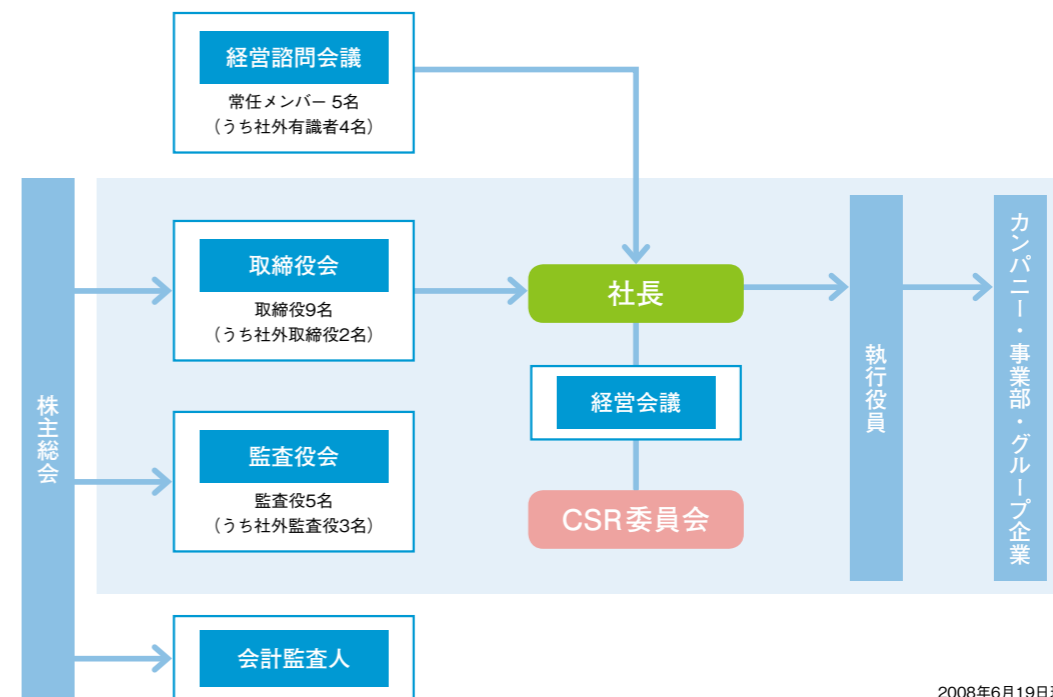 経営諮問会議
常任メンバー 5名
（うち社外有識者4名）
株主総会
取締役会
取締役9名
（うち社外取締役2名）
社長
経営会議
CSR委員会
執行役員
カンパニー・事業部・グループ企業
監査役会
監査役5名
（うち社外監査役3名）
会計監査人
2008年6月19日